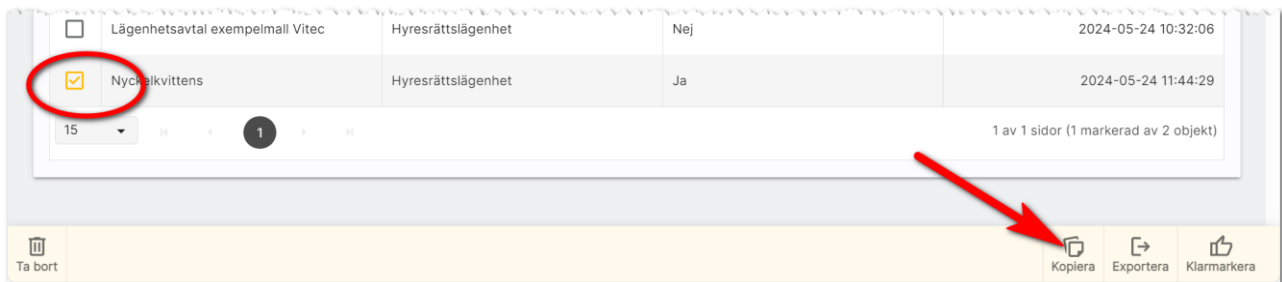 Lägenhetsavtal exempelmall Vitec Hyresrättslägenhet Nej 2024-05-24 10:32:06
Nyckelkvittens Hyresrättslägenhet Ja 2024-05-24 11:44:29
15 1 1 av 1 sidor (1 markerad av 2 objekt)
Ta bort Kopiera Exportera Klarmarkera